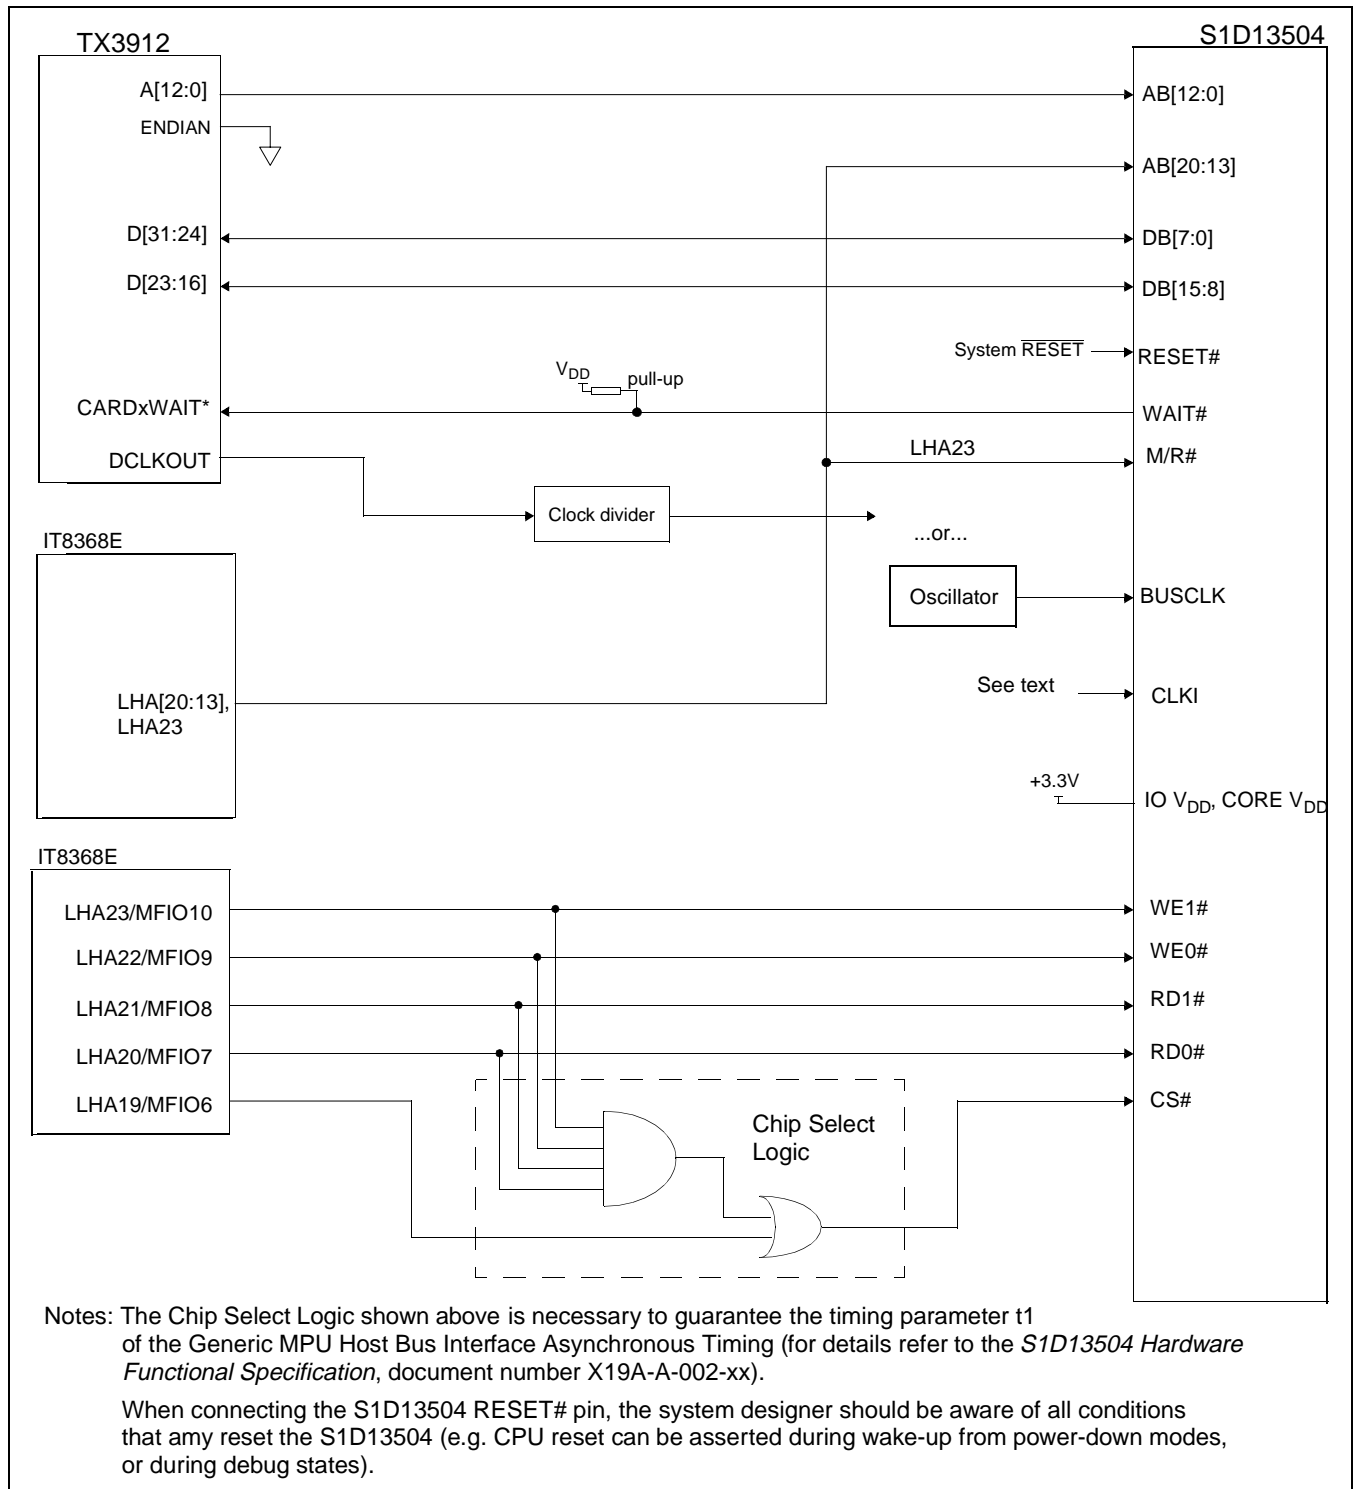 TX3912
S1D13504
A[12:0]
AB[12:0]
ENDIAN
AB[20:13]
D[31:24]
DB[7:0]
D[23:16]
DB[15:8]
System RESET
RESET#
VDD
pull-up
CARDxWAIT*
WAIT#
LHA23
DCLKOUT
M/R#
Clock divider
...or...
IT8368E
Oscillator
BUSCLK
See text
CLKI
LHA[20:13],
LHA23
+3.3V
IO VDD, CORE VDD
IT8368E
LHA23/MFIO10
WE1#
LHA22/MFIO9
WE0#
LHA21/MFIO8
RD1#
LHA20/MFIO7
RD0#
LHA19/MFIO6
CS#
Chip Select
Logic
Notes: The Chip Select Logic shown above is necessary to guarantee the timing parameter t1
of the Generic MPU Host Bus Interface Asynchronous Timing (for details refer to the S1D13504 Hardware
Functional Specification, document number X19A-A-002-xx).
When connecting the S1D13504 RESET# pin, the system designer should be aware of all conditions
that amy reset the S1D13504 (e.g. CPU reset can be asserted during wake-up from power-down modes,
or during debug states).